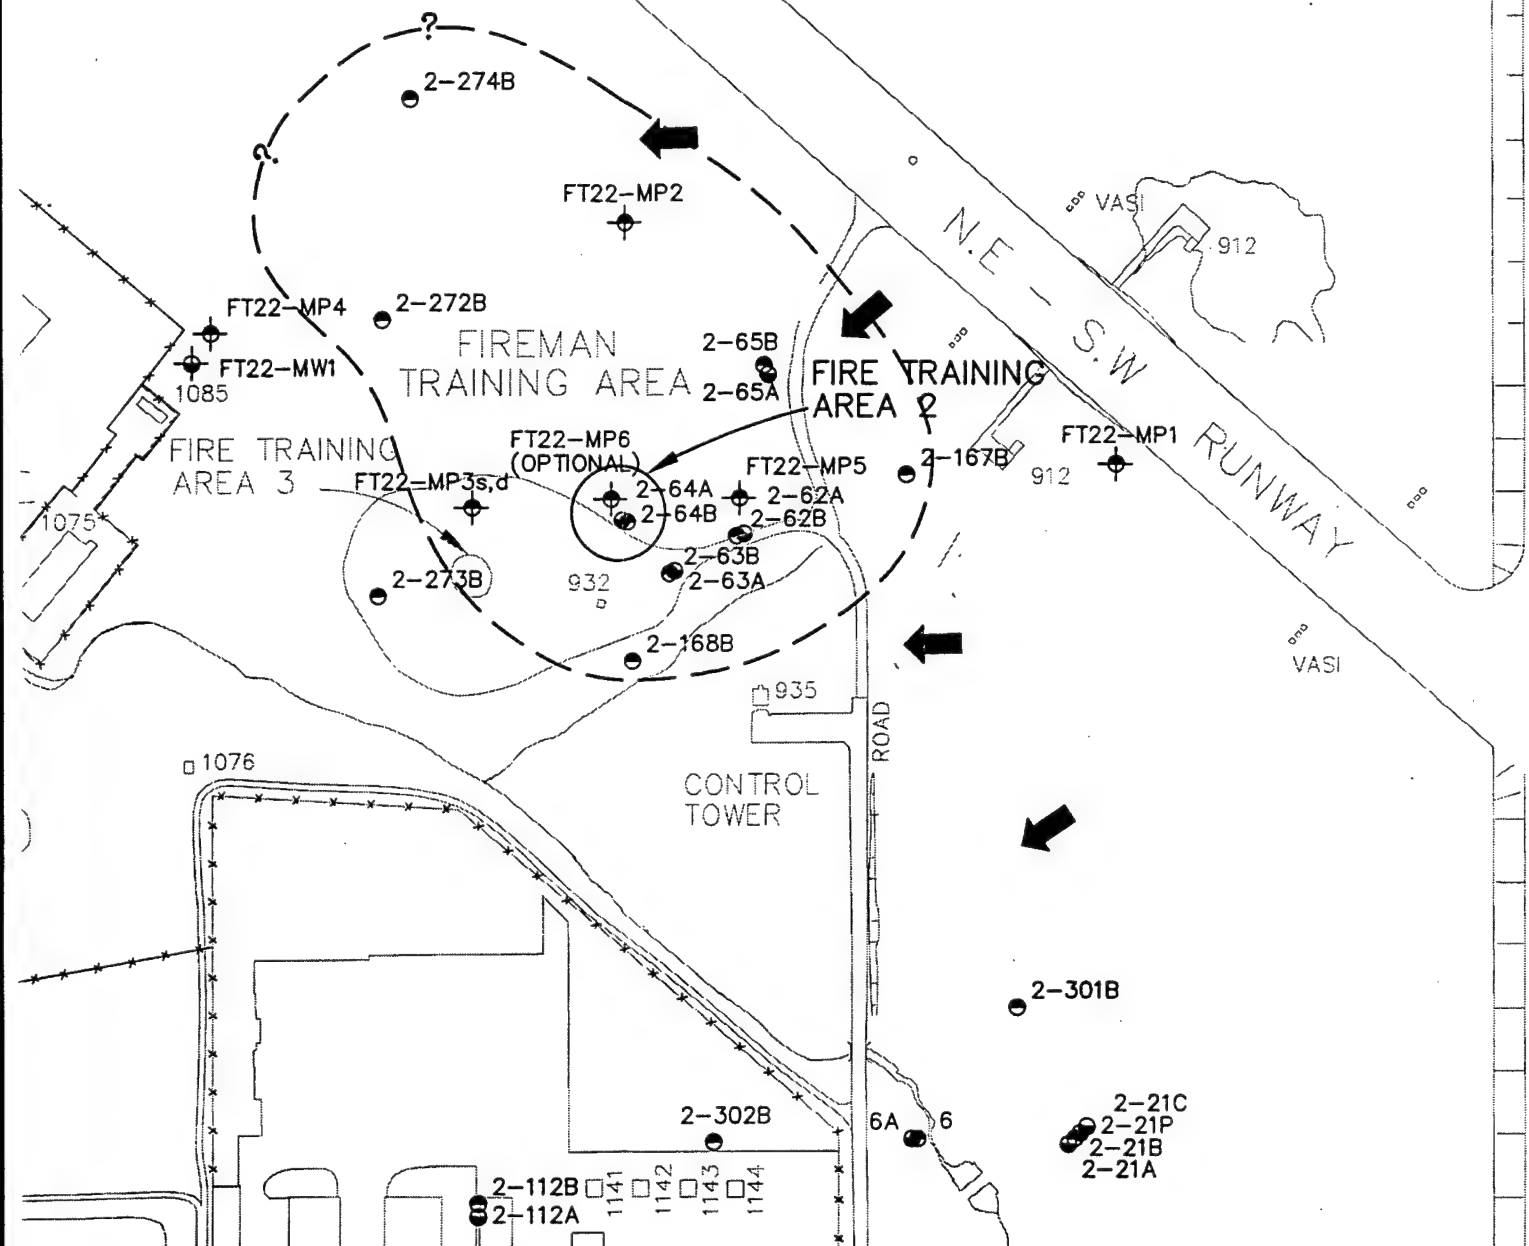 ?
2-274B
?
FT22-MP2
VASI
912
N.E - S.W RUNWAY
FT22-MP4
2-272B
FIREMAN
TRAINING AREA
2-65B
2-65A
FT22-MW1
1085
FIRE TRAINING
AREA 2
FIRE TRAINING
AREA 3
FT22-MP6
(OPTIONAL)
FT22-MP1
FT22-MP5
2-167B
912
FT22-MP3s,d
2-64A
2-62A
2-64B
2-62B
1075
2-63B
2-63A
2-273B
932
2-168B
VASI
935
ROAD
1076
CONTROL
TOWER
2-301B
2-302B
6A
6
2-21C
2-21P
2-21B
2-21A
2-112B
2-112A
1141
1142
1143
1144